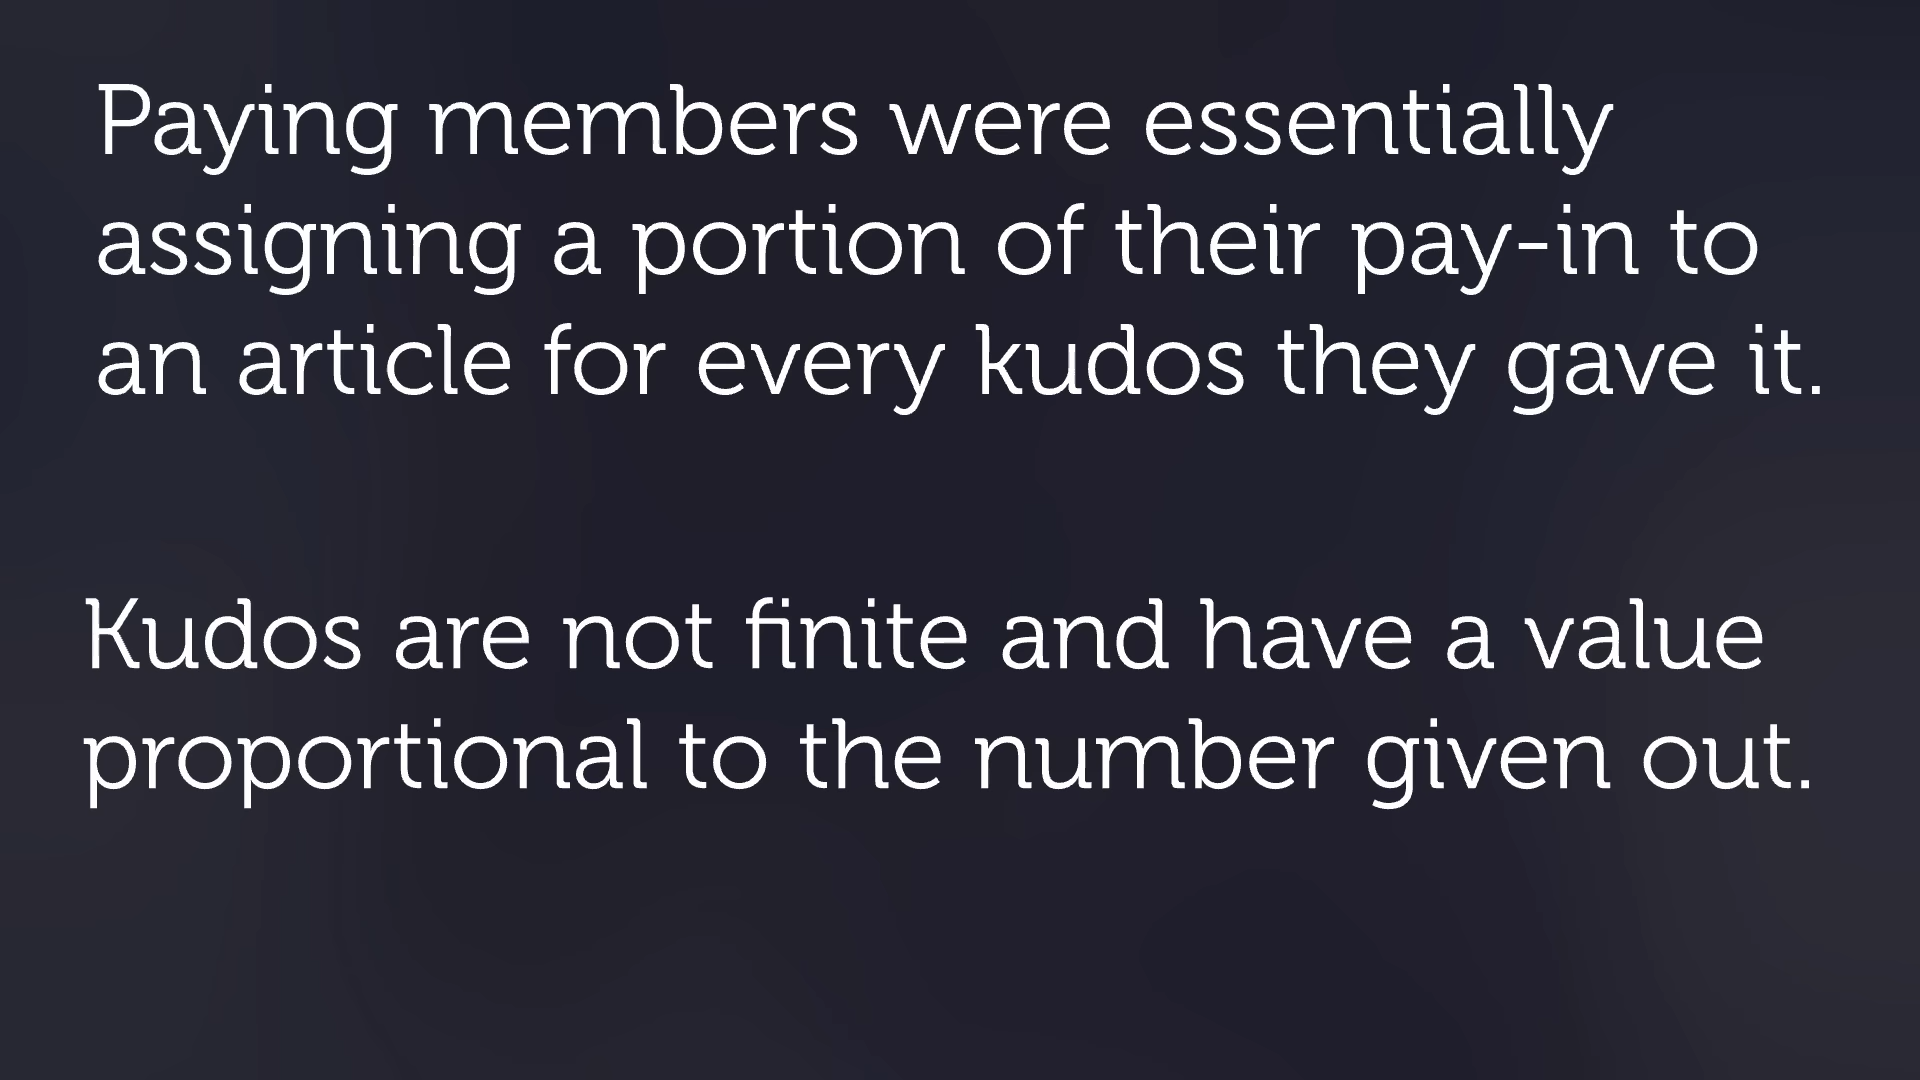 Paying members were essentially
assigning a portion of their pay-in to
an article for every kudos they gave it.
Kudos are not finite and have a value
proportional to the number given out.